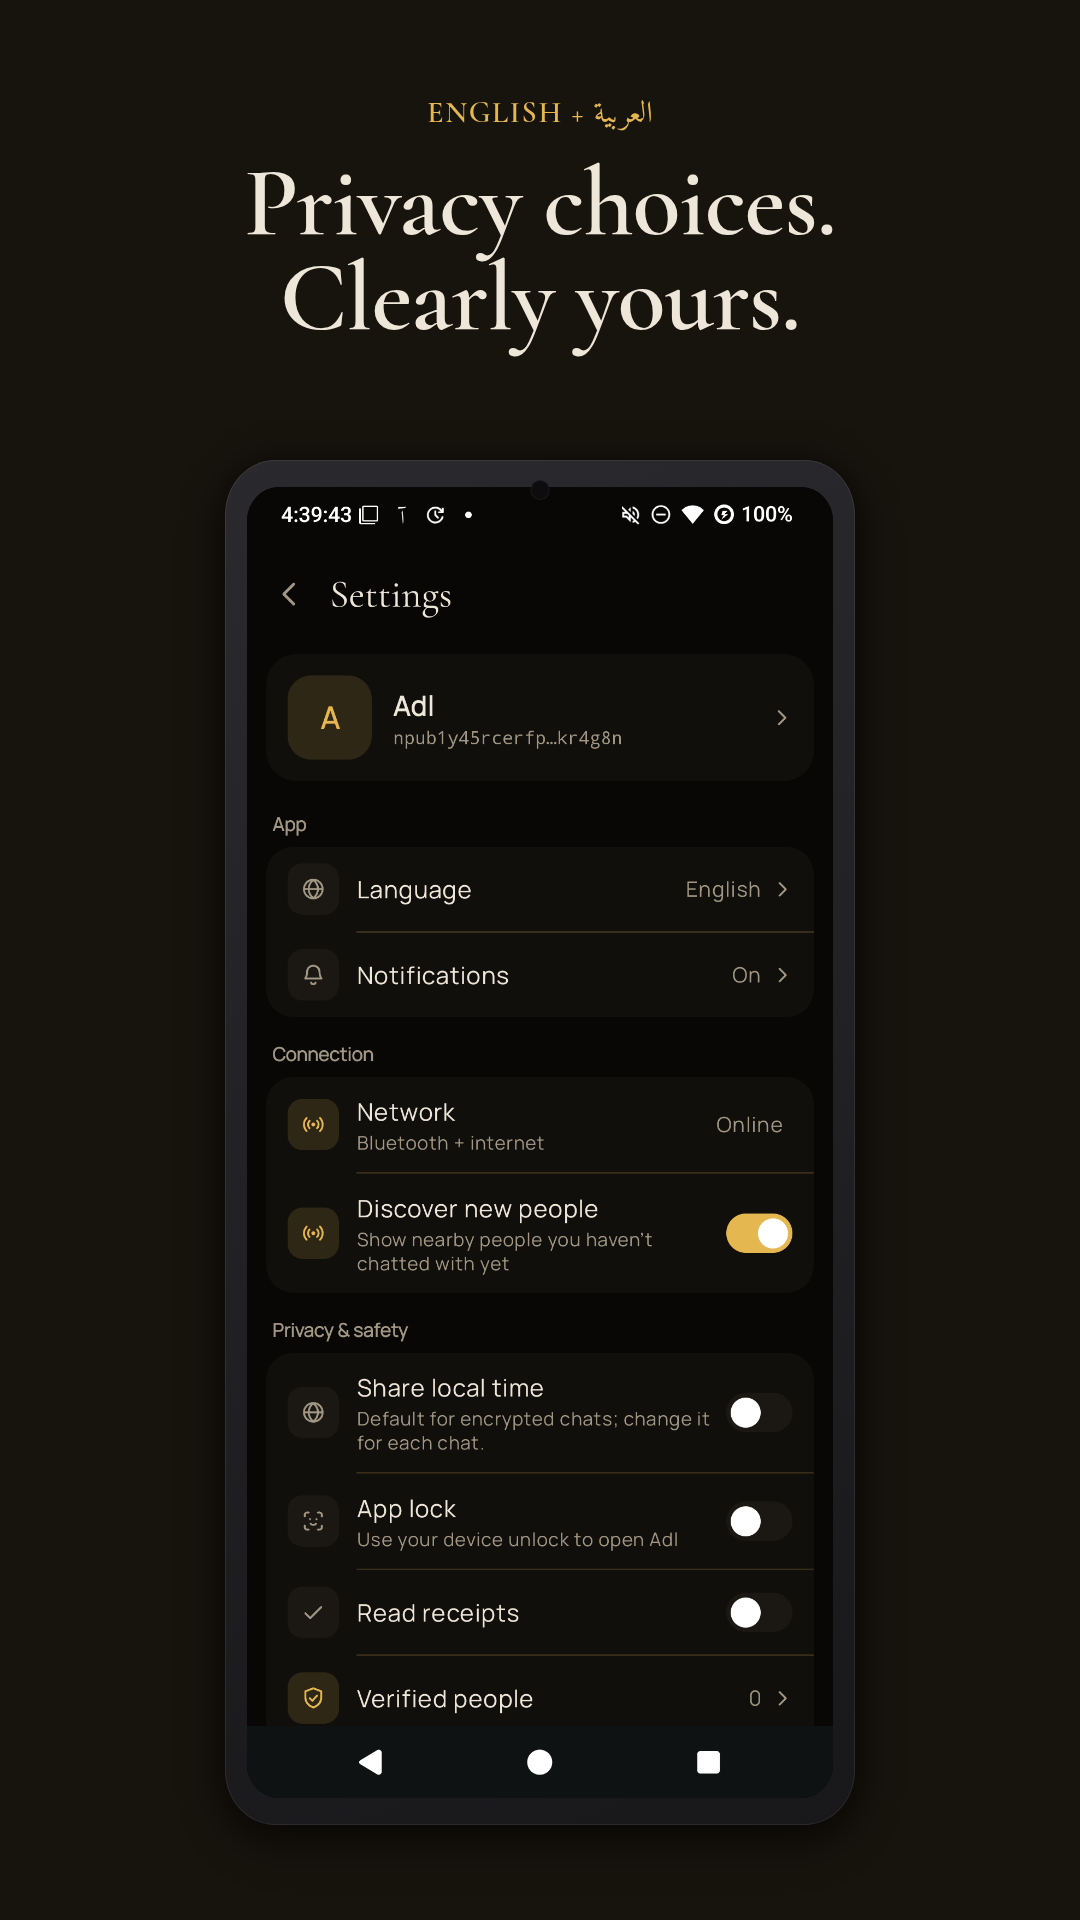 ENGLISH + العربية
Privacy choices.
Clearly yours.
4:39:43
100%
Settings
A
Adl
npub1y45rcerfp…kr4g8n
App
Language
English
Notifications
On
Connection
Network
Online
Bluetooth + internet
Discover new people
Show nearby people you haven't
chatted with yet
Privacy & safety
Share local time
Default for encrypted chats; change it
for each chat.
App lock
Use your device unlock to open Adl
Read receipts
Verified people
0